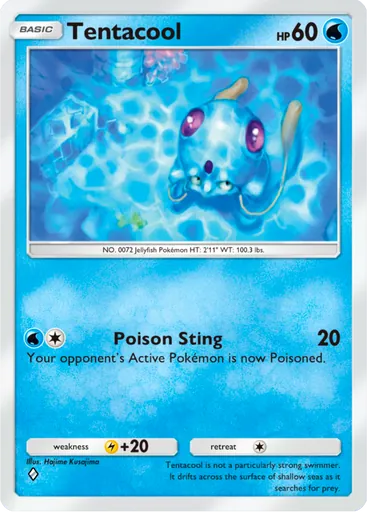 BASIC
Tentacool
HP 60
NO. 0072 Jellyfish Pokémon HT: 2'11" WT: 100.3 lbs.
Poison Sting 20
Your opponent's Active Pokémon is now Poisoned.
weakness +20 retreat
Illus. Hajime Kusajima
Tentacool is not a particularly strong swimmer.
It drifts across the surface of shallow seas as it
searches for prey.